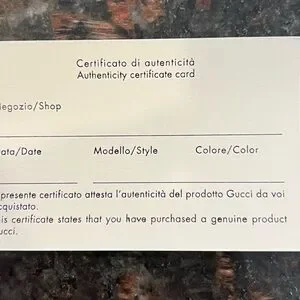 Certificato di autenticità
Authenticity certificate card
egozio/Shop
ata/Date Modello/Style Colore/Color
presente certificato attesta l'autenticità del prodotto Gucci da voi
cquistato.
is certificate states that you have purchased a genuine product
ucci.